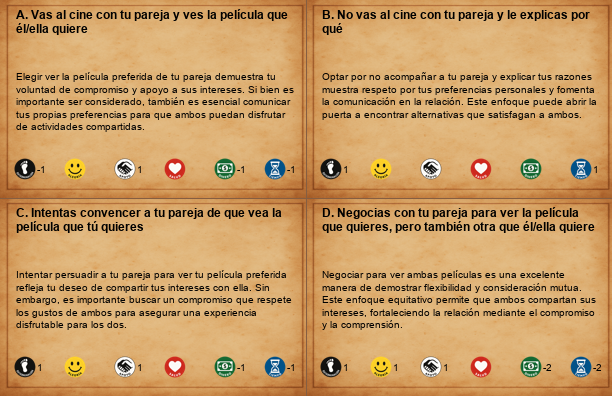 A. Vas al cine con tu pareja y ves la película que
él/ella quiere
Elegir ver la película preferida de tu pareja demuestra tu
voluntad de compromiso y apoyo a sus intereses. Si bien es
importante ser considerado, también es esencial comunicar
tus propias preferencias para que ambos puedan disfrutar
de actividades compartidas.
-1 1 -1 -1
B. No vas al cine con tu pareja y le explicas por
qué
Optar por no acompañar a tu pareja y explicar tus razones
muestra respeto por tus preferencias personales y fomenta
la comunicación en la relación. Este enfoque puede abrir la
puerta a encontrar alternativas que satisfagan a ambos.
1 1
C. Intentas convencer a tu pareja de que vea la
película que tú quieres
Intentar persuadir a tu pareja para ver tu película preferida
refleja tu deseo de compartir tus intereses con ella. Sin
embargo, es importante buscar un compromiso que respete
los gustos de ambos para asegurar una experiencia
disfrutable para los dos.
1 1 -1 -1
D. Negocias con tu pareja para ver la película
que quieres, pero también otra que él/ella quiere
Negociar para ver ambas películas es una excelente
manera de demostrar flexibilidad y consideración mutua.
Este enfoque equitativo permite que ambos compartan sus
intereses, fortaleciendo la relación mediante el compromiso
y la comprensión.
1 1 1 -2 -2